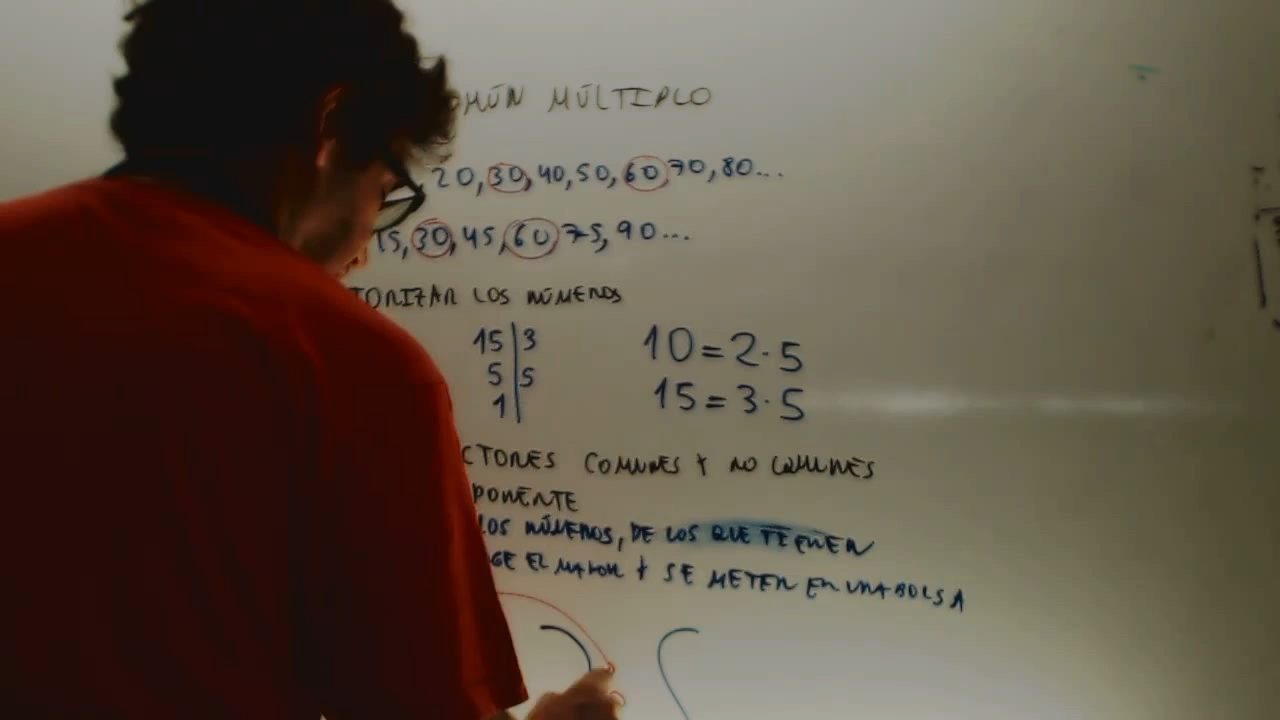 OMÚN MÚLTIPLO
20, 30, 40, 50, 60, 70, 80...
15, 30, 45, 60, 75, 90...
TORIZAR LOS NÚMEROS
15 | 3
5 | 5
1 |
10 = 2 · 5
15 = 3 · 5
CTORES COMUNES Y NO COMUNES
PONENTE
LOS NÚMEROS, DE LOS QUE TIENEN
GE EL MAYOR Y SE METEN EN UNA BOLSA